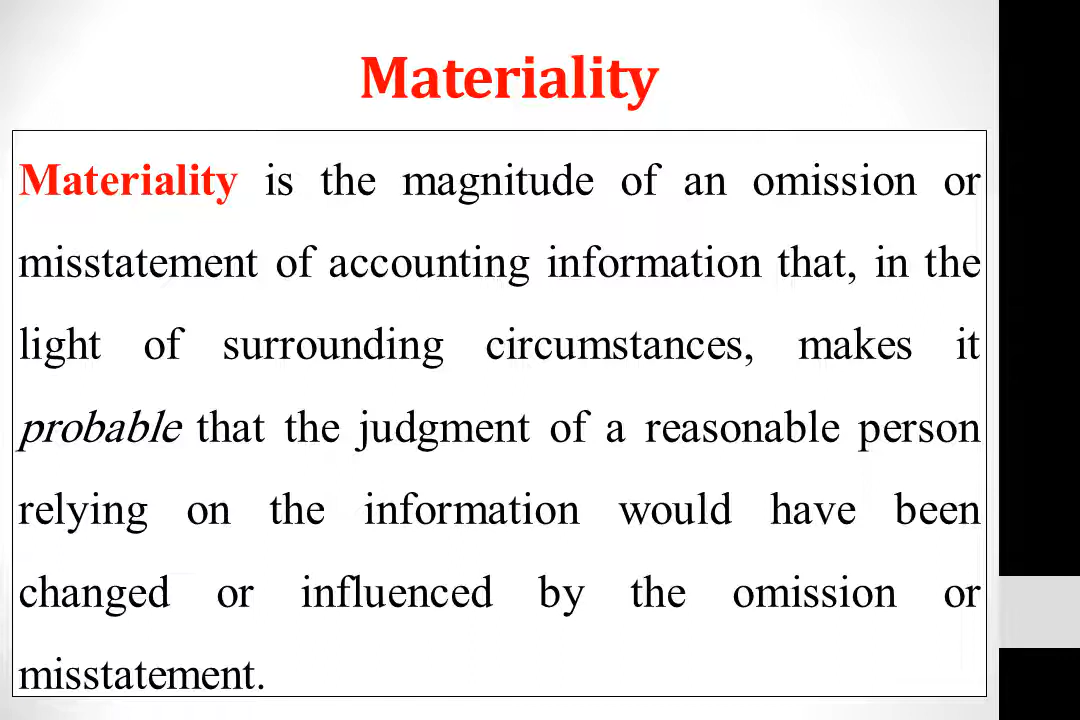 Materiality
Materiality is the magnitude of an omission or
misstatement of accounting information that, in the
light of surrounding circumstances, makes it
probable that the judgment of a reasonable person
relying on the information would have been
changed or influenced by the omission or
misstatement.